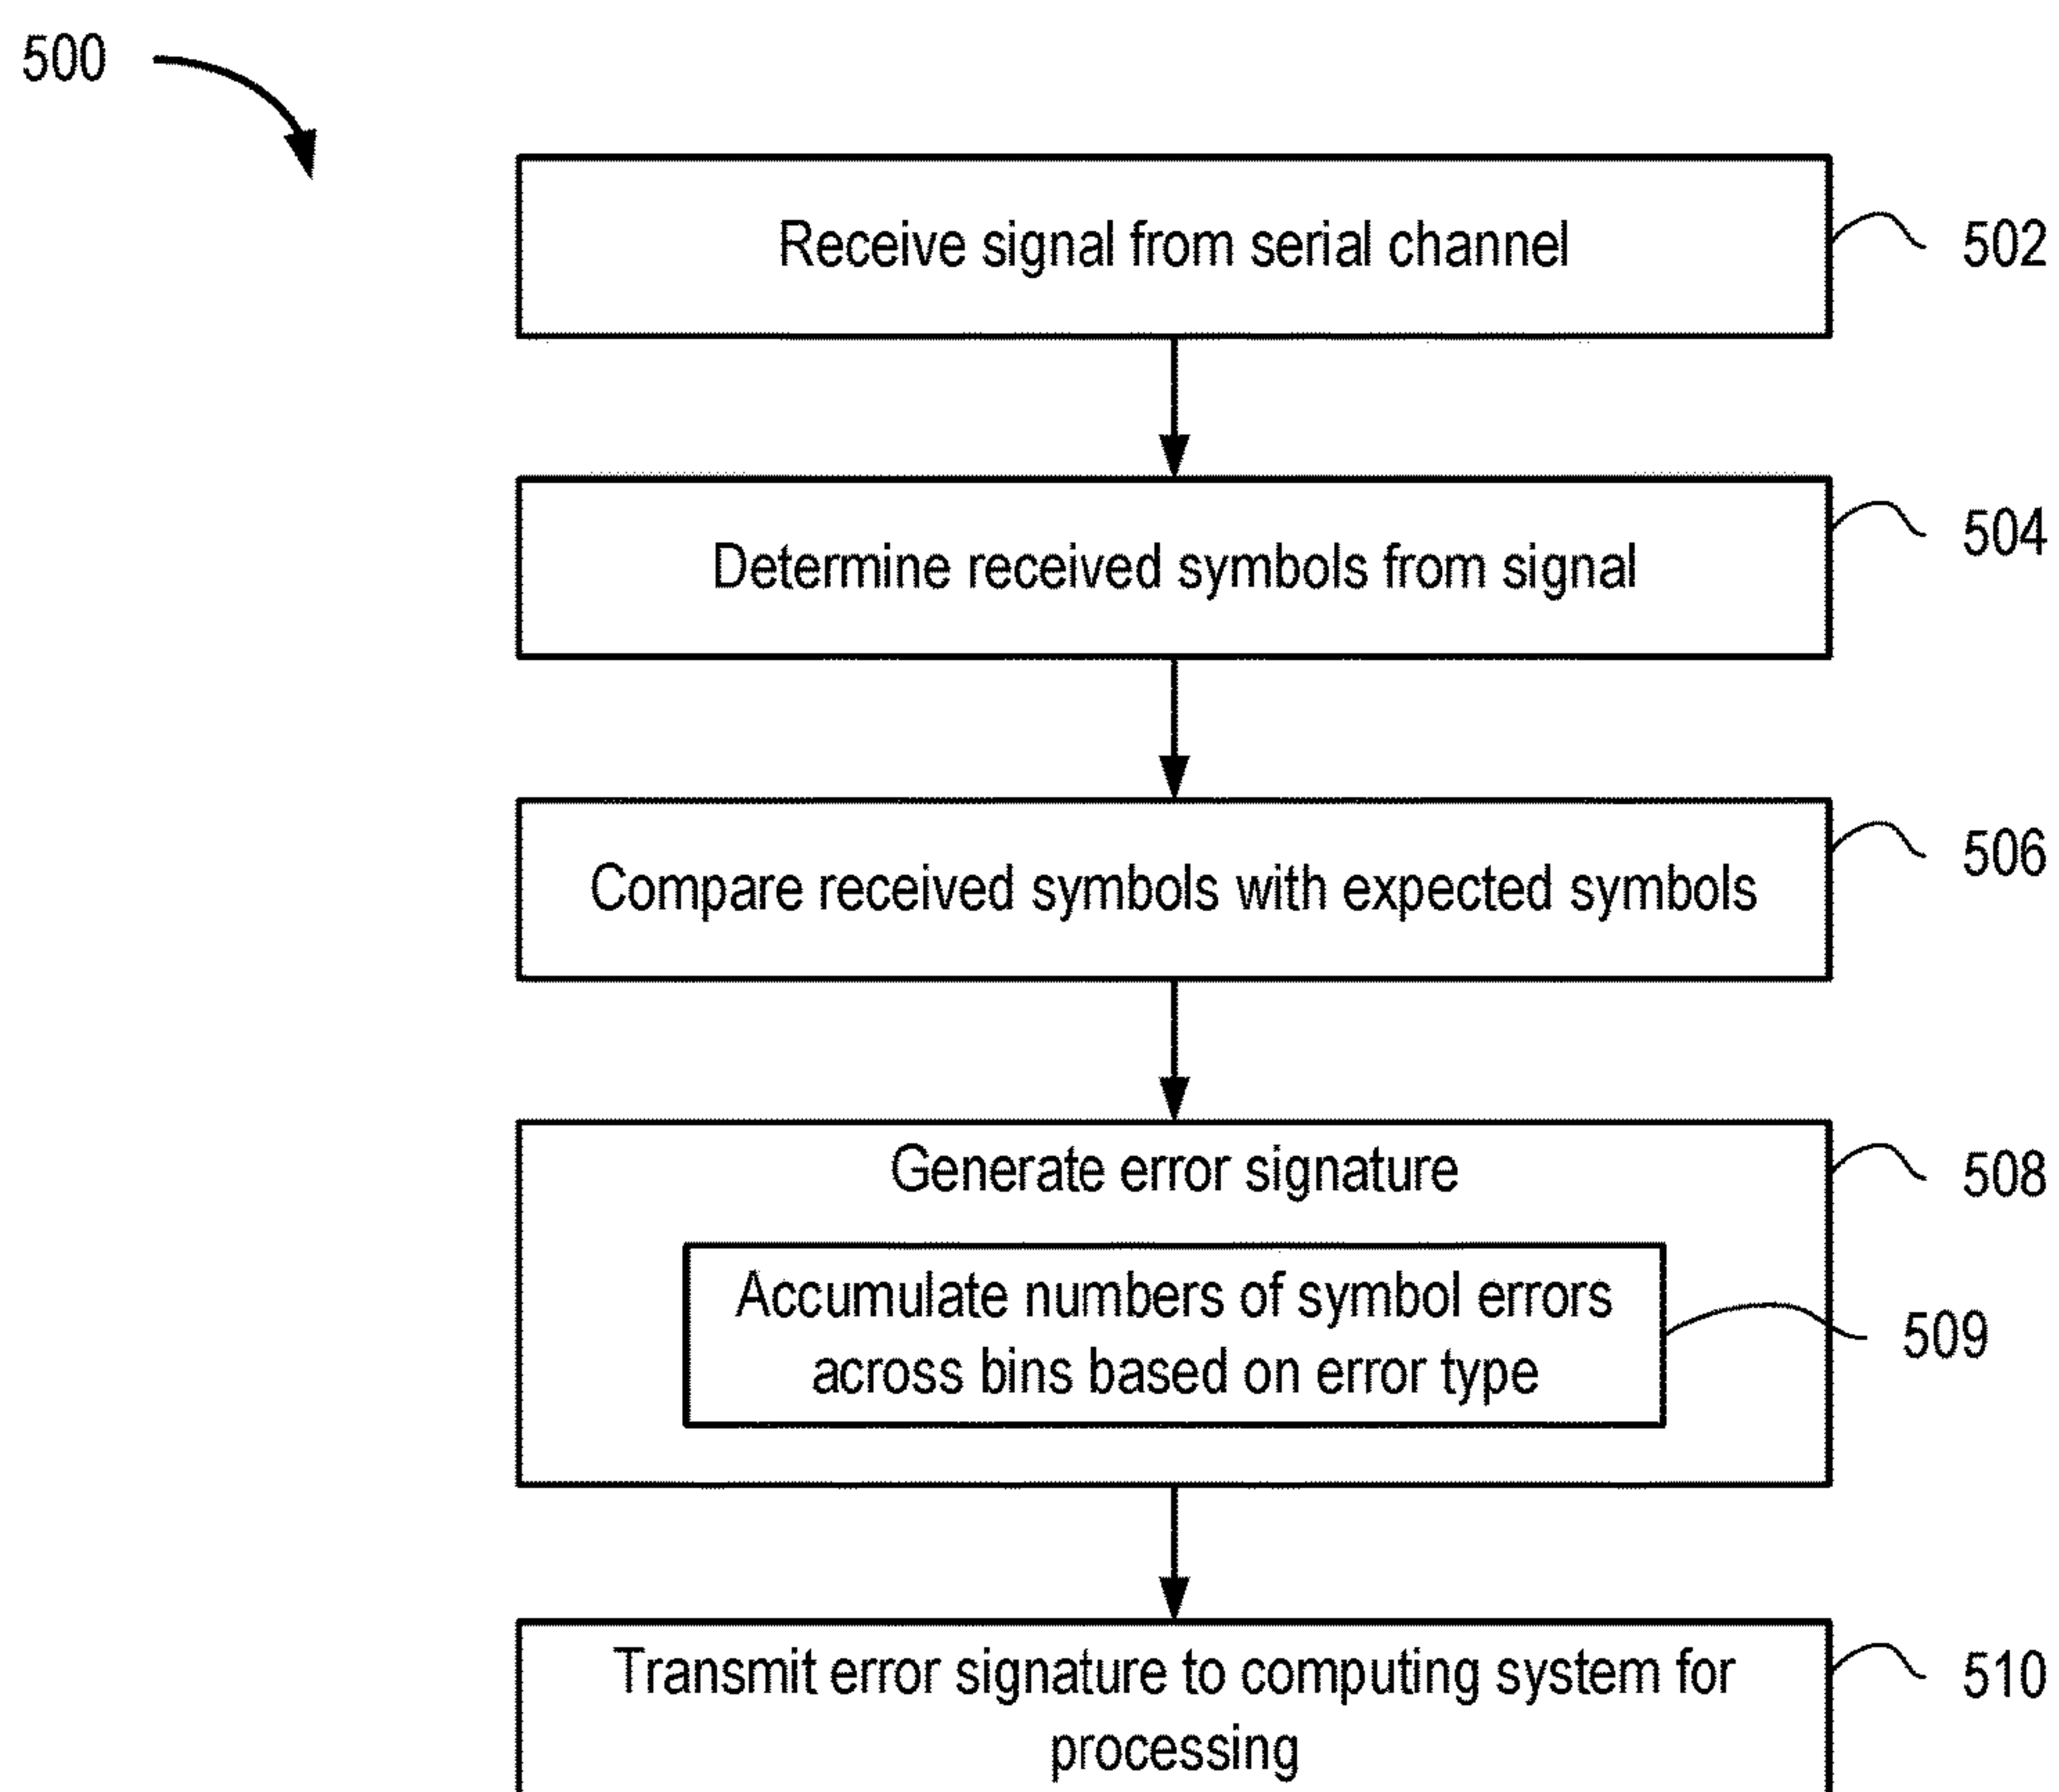 500
Receive signal from serial channel
502
Determine received symbols from signal
504
Compare received symbols with expected symbols
506
Generate error signature
508
Accumulate numbers of symbol errors
across bins based on error type
509
Transmit error signature to computing system for
processing
510